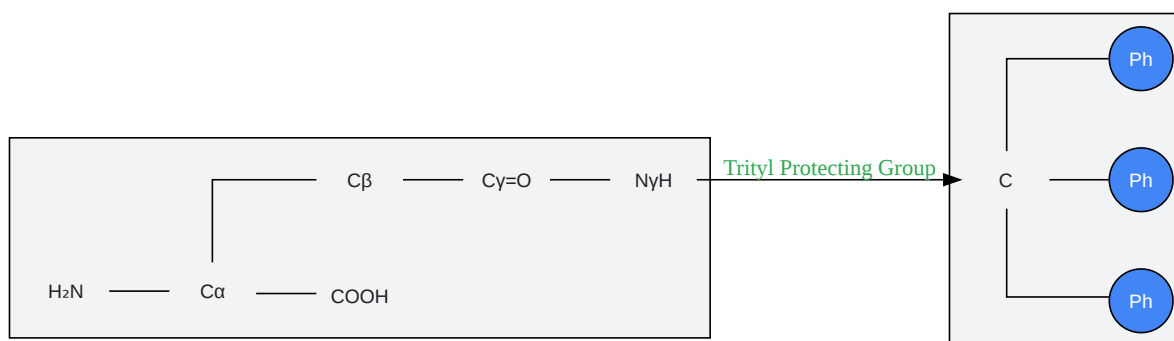 Ph
Cβ
Cγ=O
NγH
Trityl Protecting Group
C
Ph
H₂N
Cα
COOH
Ph